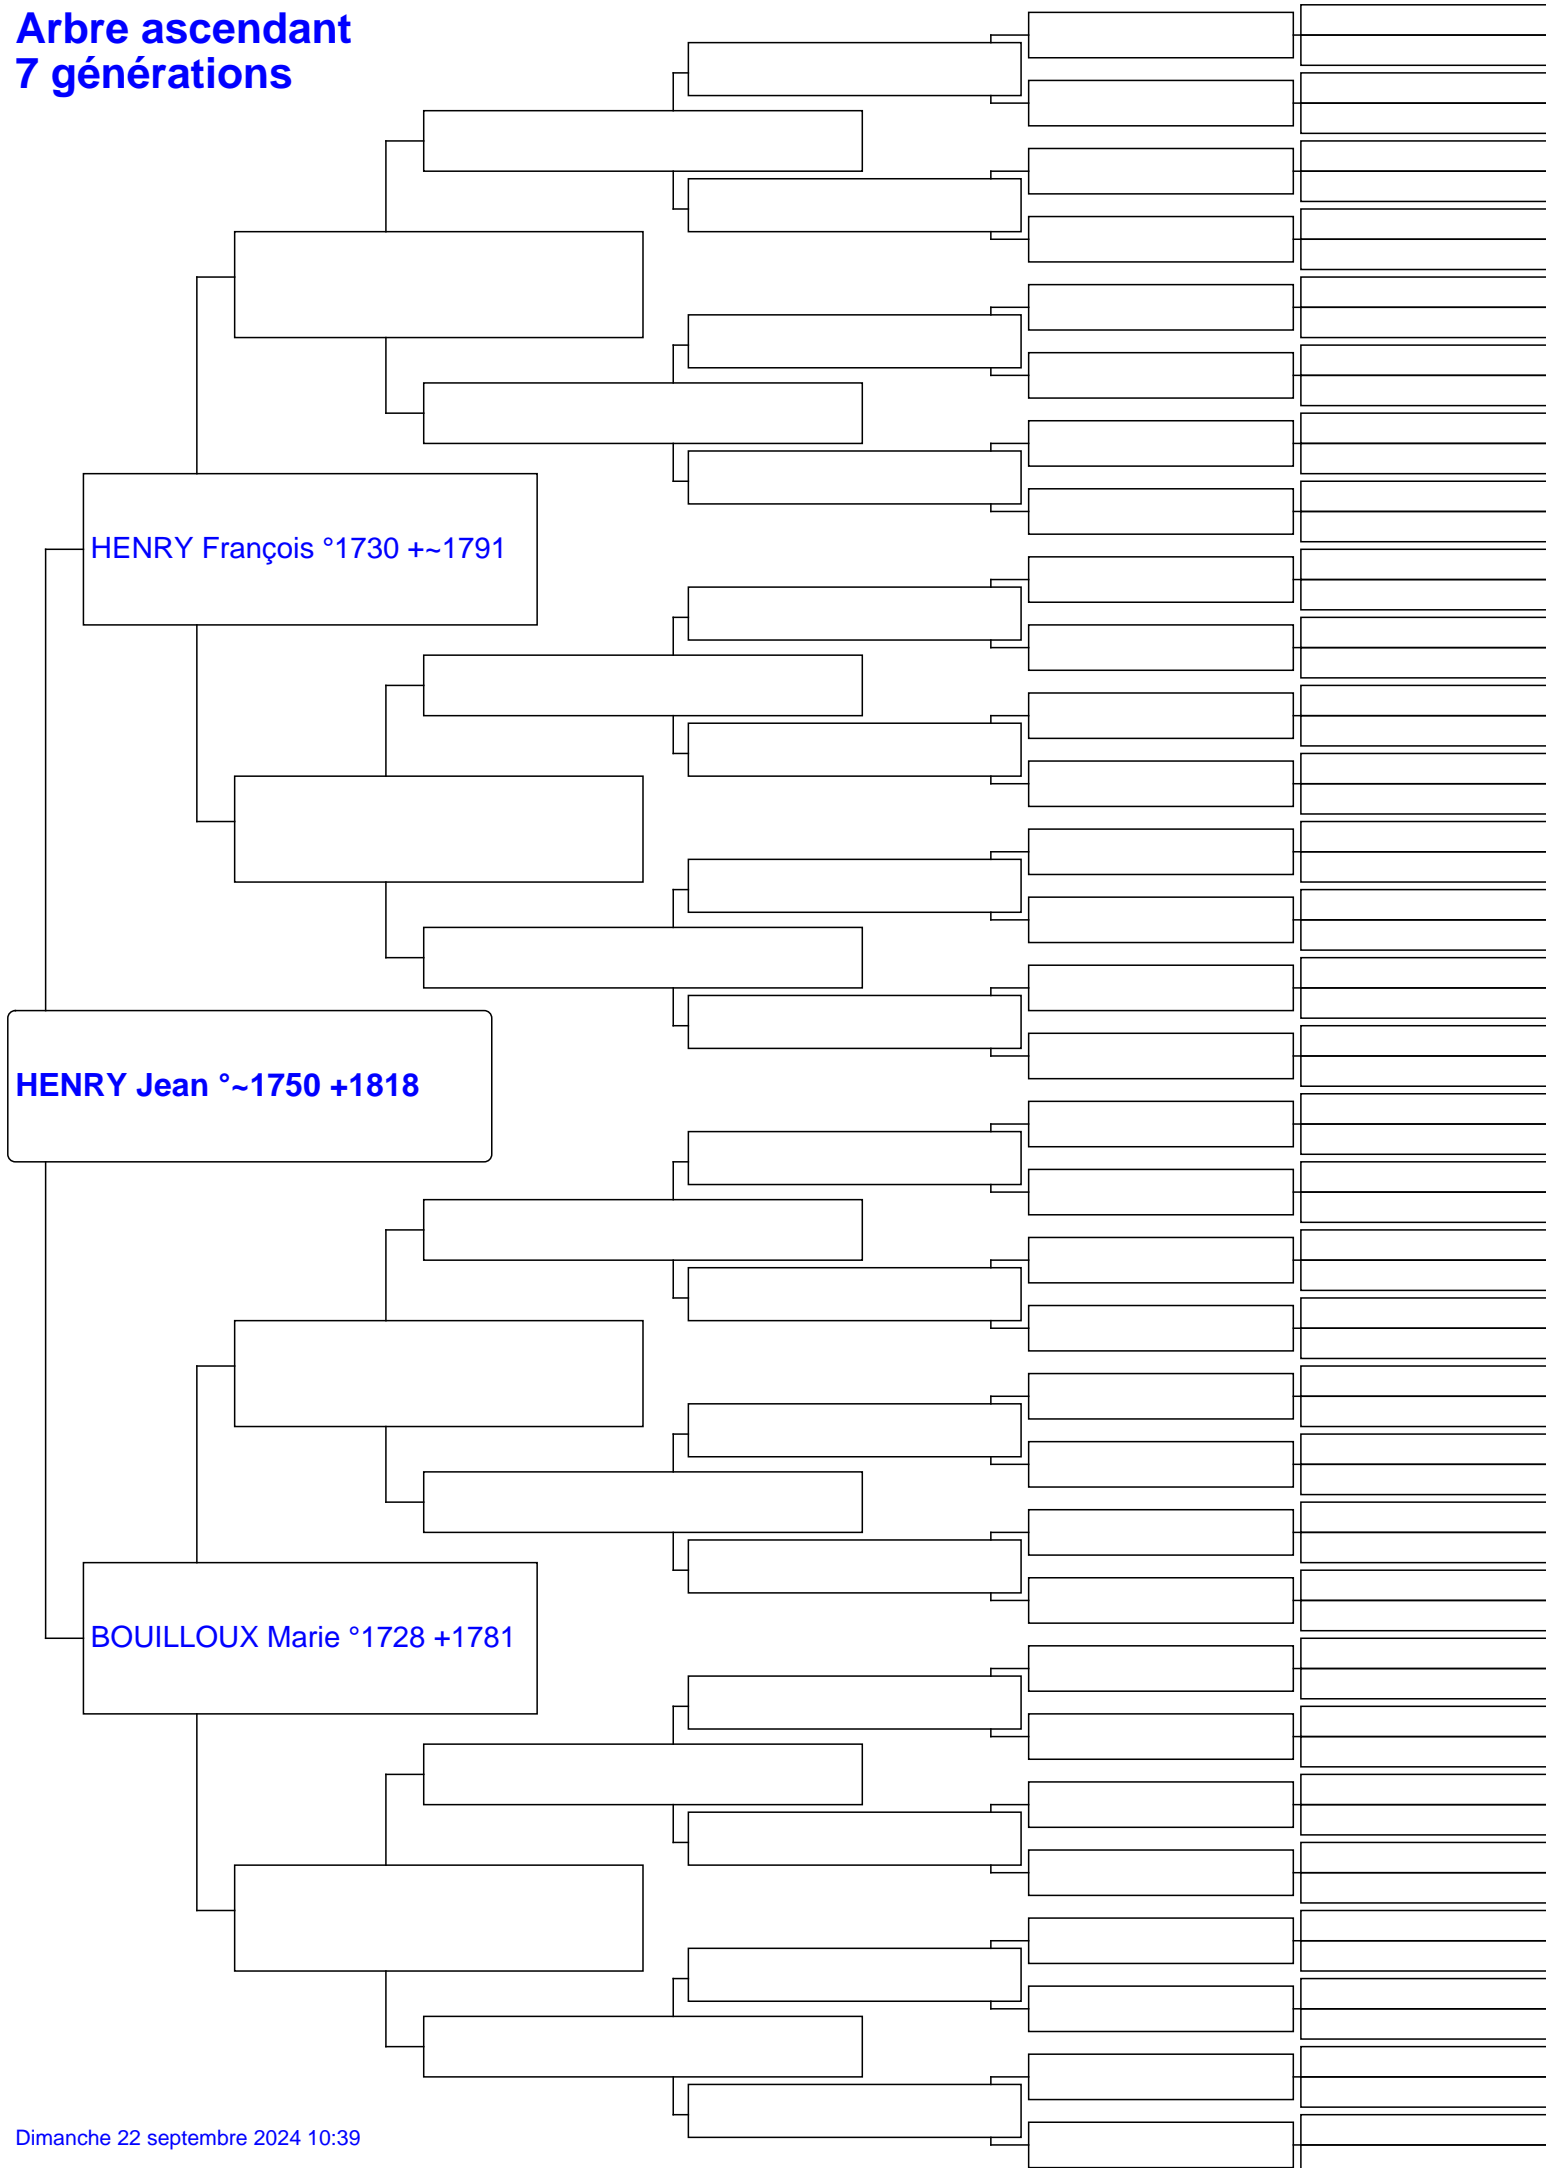 Arbre ascendant
7 générations
HENRY François °1730 +~1791
HENRY Jean °~1750 +1818
BOUILLOUX Marie °1728 +1781
Dimanche 22 septembre 2024 10:39